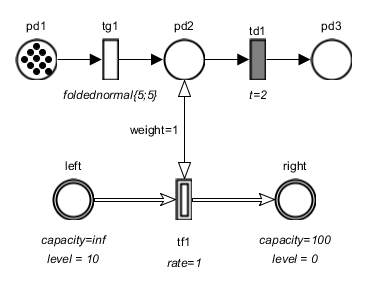 pd1
tg1
pd2
td1
pd3
foldednormal{5;5}
t=2
weight=1
left
right
capacity=inf
level = 10
tf1
rate=1
capacity=100
level = 0